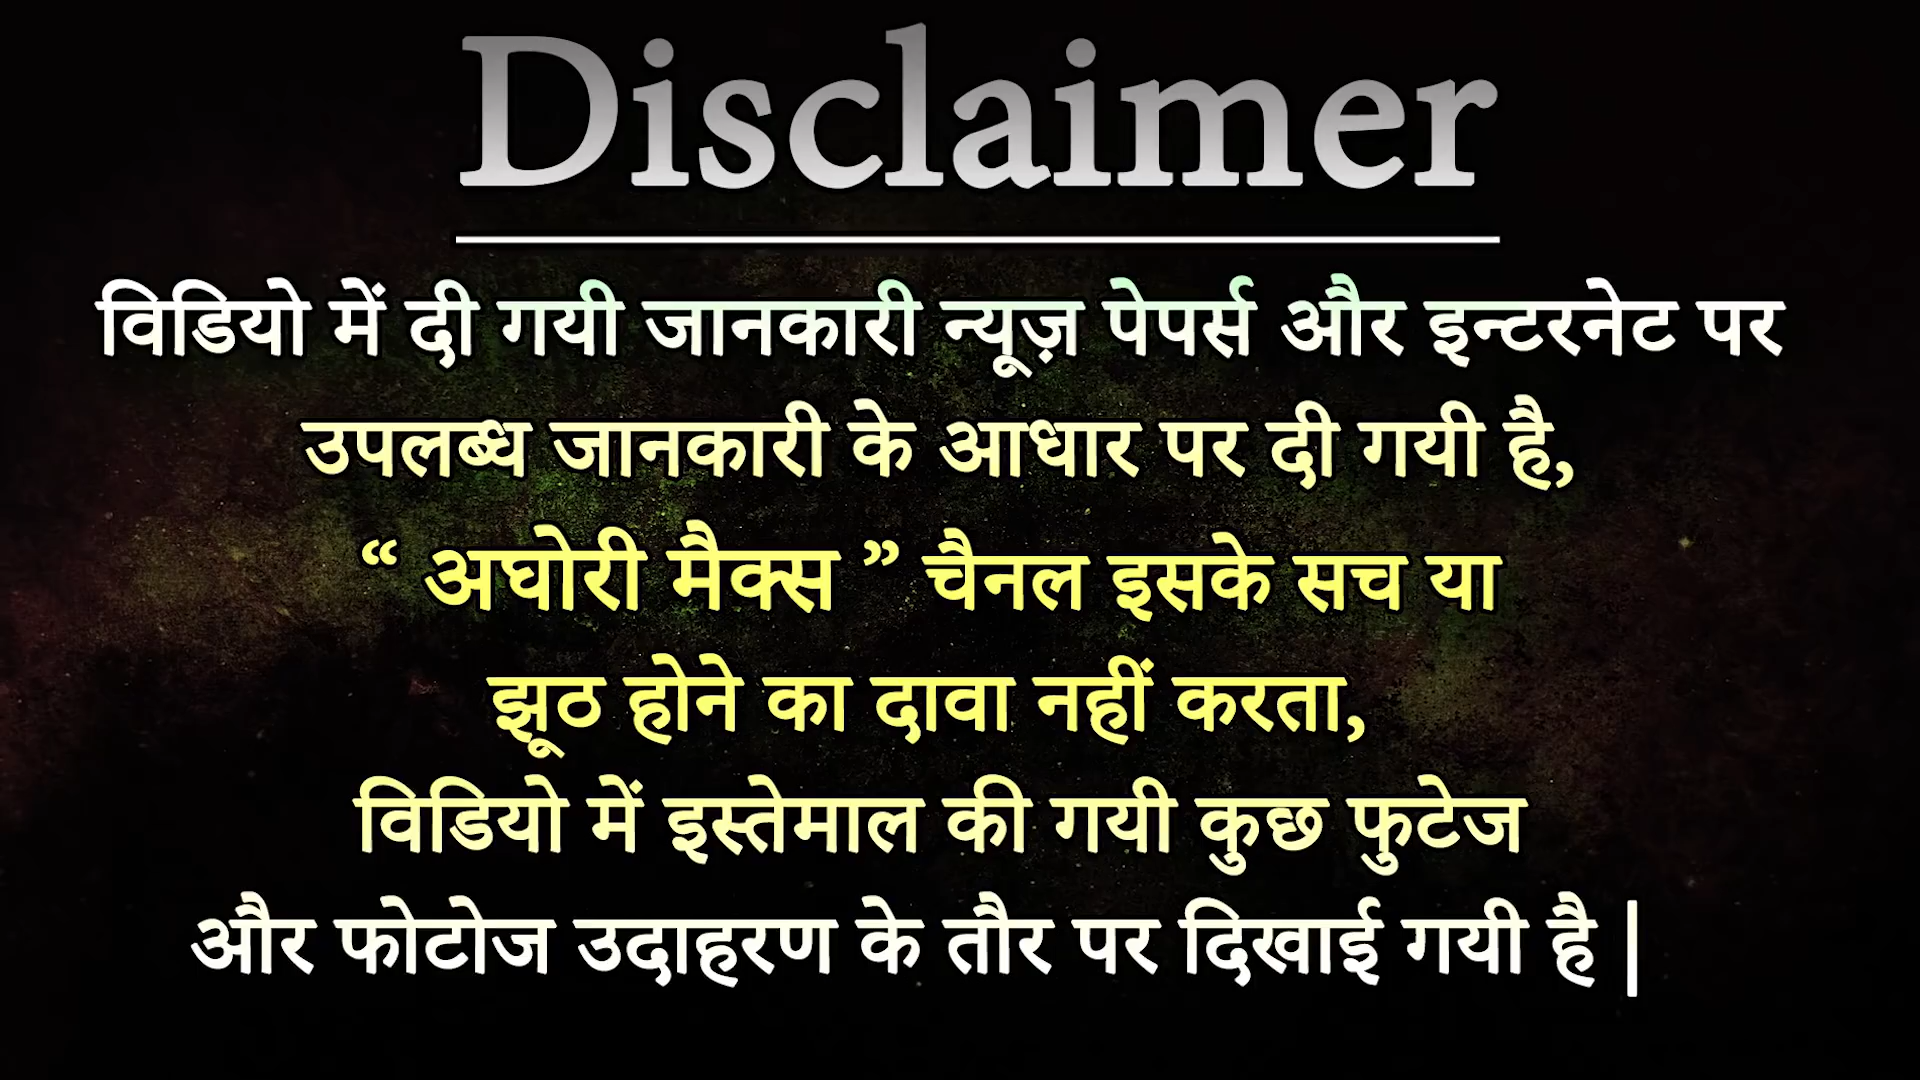 Disclaimer
विडियो में दी गयी जानकारी न्यूज़ पेपर्स और इन्टरनेट पर
उपलब्ध जानकारी के आधार पर दी गयी है,
“ अघोरी मैक्स ” चैनल इसके सच या
झूठ होने का दावा नहीं करता,
विडियो में इस्तेमाल की गयी कुछ फुटेज
और फोटोज उदाहरण के तौर पर दिखाई गयी है |